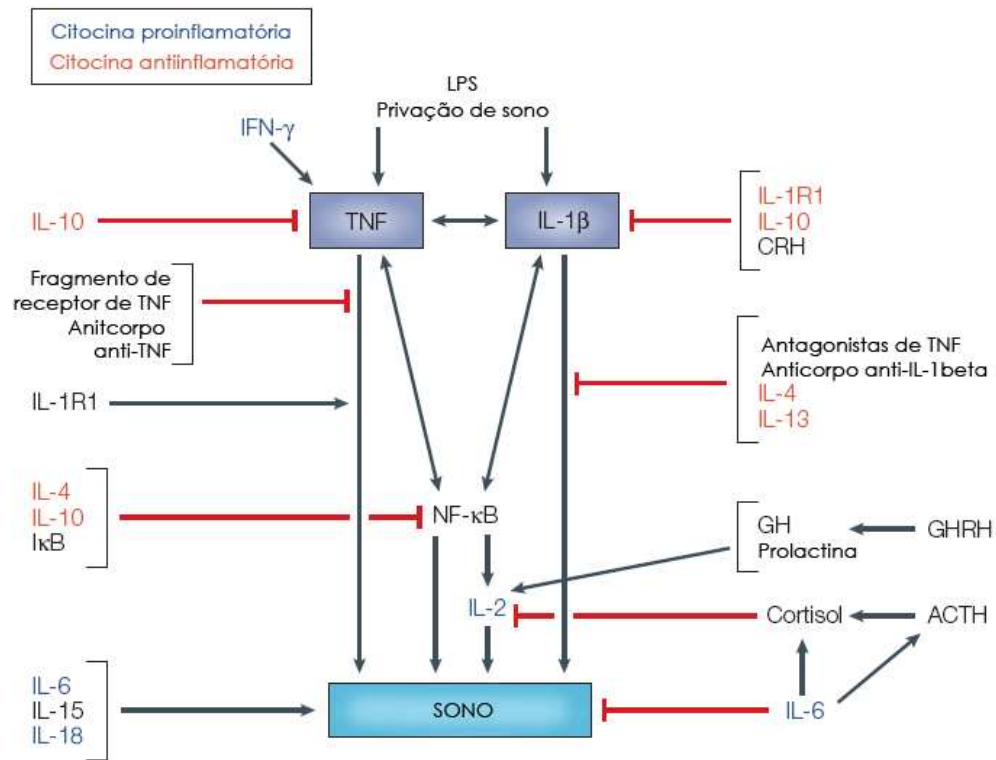 Citocina proinflamatória
Citocina antiinflamatória
LPS
Privação de sono
IFN-γ
IL-10
TNF
IL-1β
IL-1R1
IL-10
CRH
Fragmento de
receptor de TNF
Anitcorpo
anti-TNF
Antagonistas de TNF
Anticorpo anti-IL-1beta
IL-4
IL-13
IL-1R1
IL-4
IL-10
IκB
NF-κB
GH
Prolactina
GHRH
IL-2
Cortisol
ACTH
IL-6
IL-15
IL-18
SONO
IL-6